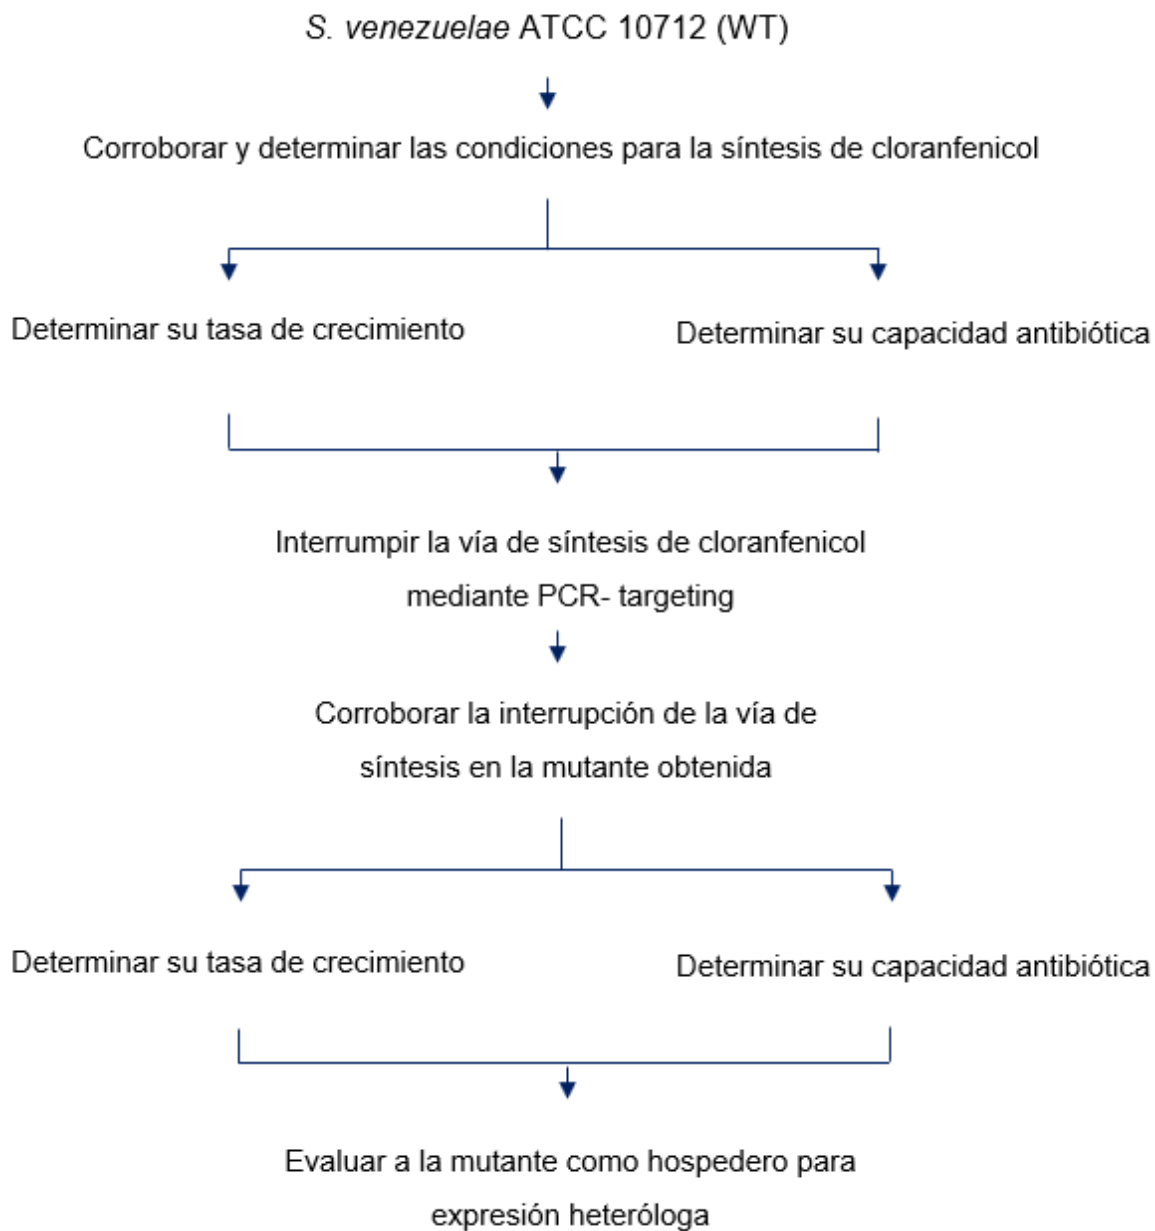 S. venezuelae ATCC 10712 (WT)
Corroborar y determinar las condiciones para la síntesis de cloranfenicol
Determinar su tasa de crecimiento
Determinar su capacidad antibiótica
Interrumpir la vía de síntesis de cloranfenicol
mediante PCR- targeting
Corroborar la interrupción de la vía de
síntesis en la mutante obtenida
Determinar su tasa de crecimiento
Determinar su capacidad antibiótica
Evaluar a la mutante como hospedero para
expresión heteróloga